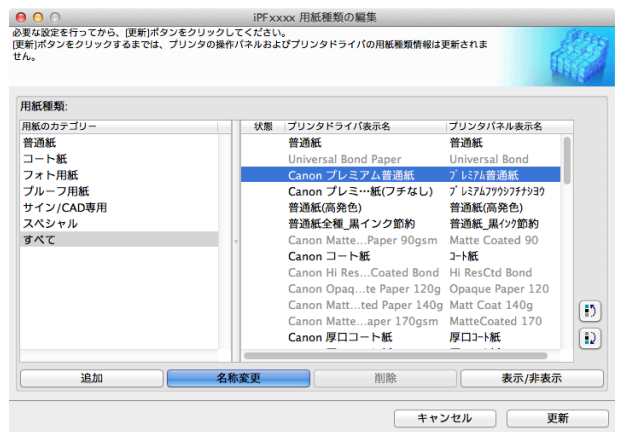 iPFxxxx 用紙種類の編集
必要な設定を行ってから、[更新]ボタンをクリックしてください。
[更新]ボタンをクリックするまでは、プリンタの操作パネルおよびプリンタドライバの用紙種類情報は更新されま
せん。
用紙種類:
用紙のカテゴリー 状態 プリンタドライバ表示名 プリンタパネル表示名
普通紙 普通紙 普通紙
コート紙 Universal Bond Paper Universal Bond
フォト用紙 Canon プレミアム普通紙 プレミアム普通紙
プルーフ用紙 Canon プレミ…紙(フチなし) プレミアムフツウシフチナシヨウ
サイン/CAD専用 普通紙(高発色) 普通紙(高発色)
スペシャル 普通紙全種_黒インク節約 普通紙_黒インク節約
すべて Canon Matte...Paper 90gsm Matte Coated 90
Canon コート紙 コート紙
Canon Hi Res...Coated Bond Hi ResCtd Bond
Canon Opaq...te Paper 120g Opaque Paper 120
Canon Matt...ted Paper 140g Matt Coat 140g
Canon Matte...aper 170gsm MatteCoated 170
Canon 厚口コート紙 厚口コート紙
追加 名称変更 削除 表示/非表示
キャンセル 更新